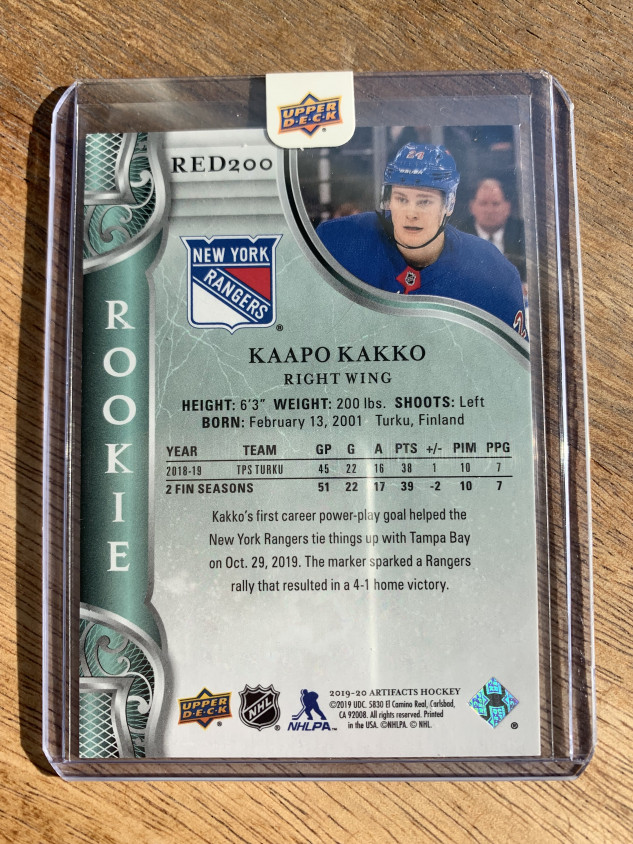 UPPER
D·E·C·K
RED200
24
NEW YORK
RANGERS
®
ROOKIE
KAAPO KAKKO
RIGHT WING
HEIGHT: 6'3" WEIGHT: 200 lbs. SHOOTS: Left
BORN: February 13, 2001 Turku, Finland
YEAR TEAM GP G A PTS +/- PIM PPG
2018-19 TPS TURKU 45 22 16 38 1 10 7
2 FIN SEASONS 51 22 17 39 -2 10 7
Kakko's first career power-play goal helped the
New York Rangers tie things up with Tampa Bay
on Oct. 29, 2019. The marker sparked a Rangers
rally that resulted in a 4-1 home victory.
UPPER
D·E·C·K
NHL
NHLPA™
2019-20 ARTIFACTS HOCKEY
©2019 UDC. 5830 El Camino Real, Carlsbad,
CA 92008. All rights reserved. Printed
in the USA. ©NHLPA. © NHL.
®